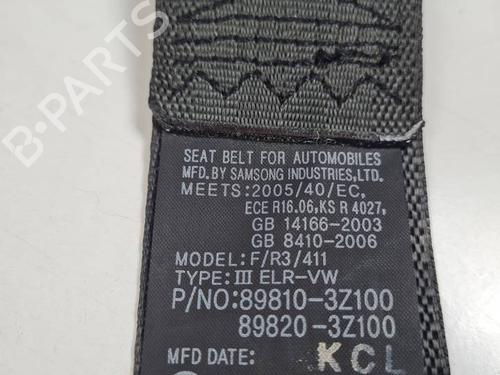 B-PARTS
SEAT BELT FOR AUTOMOBILES
MFD.BY SAMSONG INDUSTRIES,LTD.
MEETS:2005/40/EC,
ECE R16.06,KS R 4027,
GB 14166-2003
GB 8410-2006
MODEL:F/R3/411
TYPE:III ELR-VW
P/NO:89810-3Z100
89820-3Z100
MFD DATE: KCL